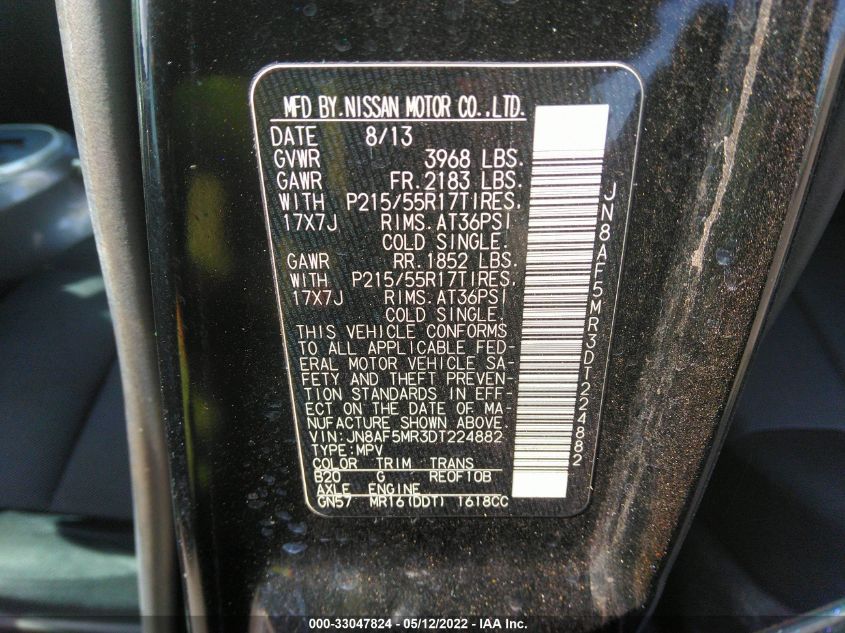 MFD BY.NISSAN MOTOR CO.,LTD.
DATE 8/13
GVWR 3968 LBS.
GAWR FR.2183 LBS.
WITH P215/55R17TIRES.
17X7J RIMS.AT36PSI
COLD SINGLE.
GAWR RR.1852 LBS.
WITH P215/55R17TIRES.
17X7J RIMS.AT36PSI
COLD SINGLE.
THIS VEHICLE CONFORMS
TO ALL APPLICABLE FED-
ERAL MOTOR VEHICLE SA-
FETY AND THEFT PREVEN-
TION STANDARDS IN EFF-
ECT ON THE DATE OF MA-
NUFACTURE SHOWN ABOVE.
VIN:JN8AF5MR3DT224882
TYPE:MPV
COLOR TRIM TRANS
B20 G RE0F10B
AXLE ENGINE
GN57 MR16(DDT) 1618CC
JN8AF5MR3DT224882
000-33047824 - 05/12/2022 - IAA Inc.